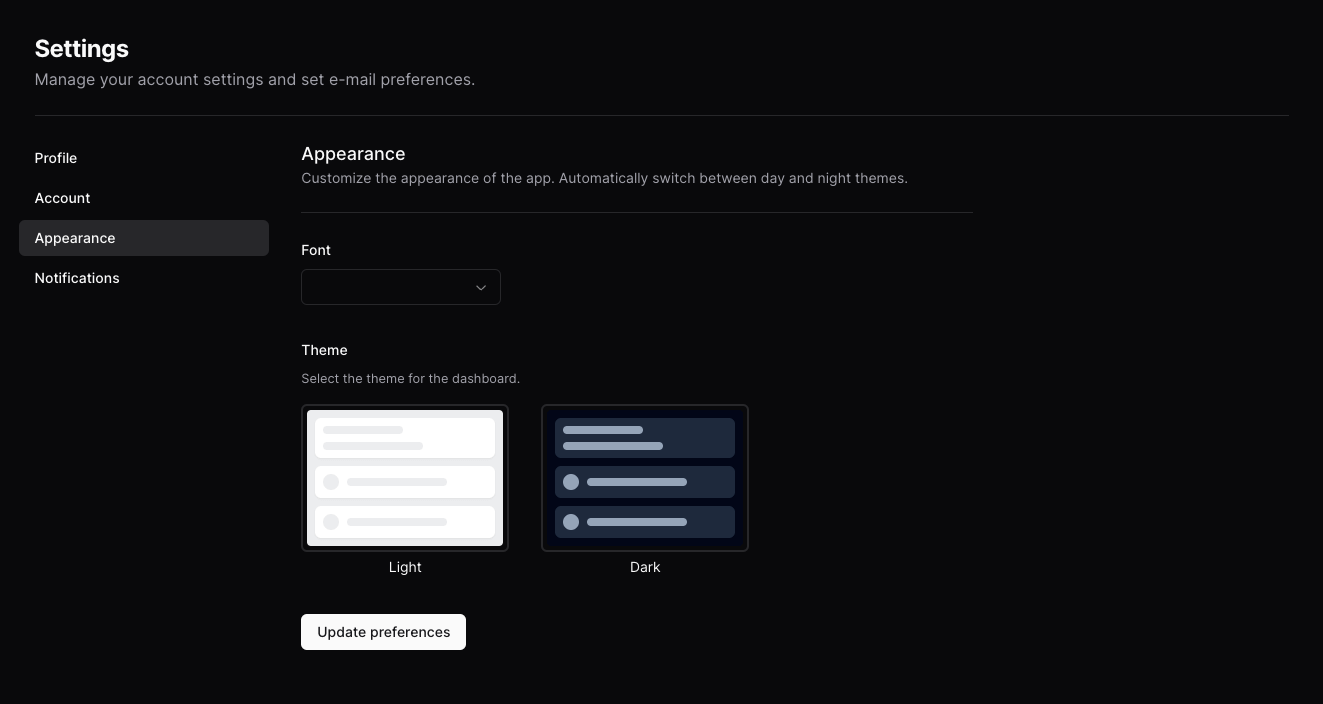 Settings
Manage your account settings and set e-mail preferences.
Profile
Account
Appearance
Notifications
Appearance
Customize the appearance of the app. Automatically switch between day and night themes.
Font
Theme
Select the theme for the dashboard.
Light
Dark
Update preferences